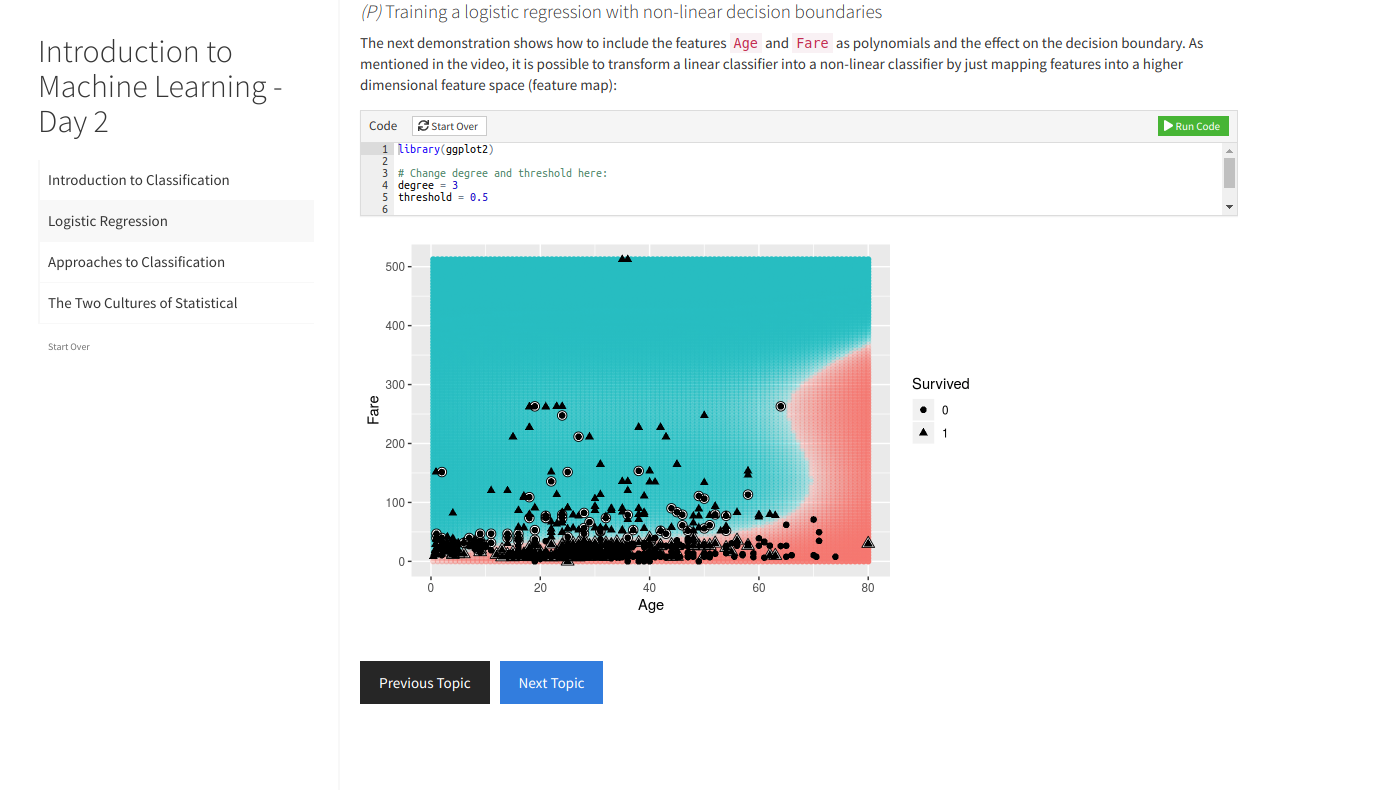 (P) Training a logistic regression with non-linear decision boundaries
Introduction to
Machine Learning -
Day 2
Introduction to Classification
Logistic Regression
Approaches to Classification
The Two Cultures of Statistical
Start Over
The next demonstration shows how to include the features Age and Fare as polynomials and the effect on the decision boundary. As
mentioned in the video, it is possible to transform a linear classifier into a non-linear classifier by just mapping features into a higher
dimensional feature space (feature map):
Code Start Over Run Code
1 library(ggplot2)
2
3 # Change degree and threshold here:
4 degree = 3
5 threshold = 0.5
6
500
400
300
200
100
0
Fare
0 20 40 60 80
Age
Survived
0
1
Previous Topic Next Topic